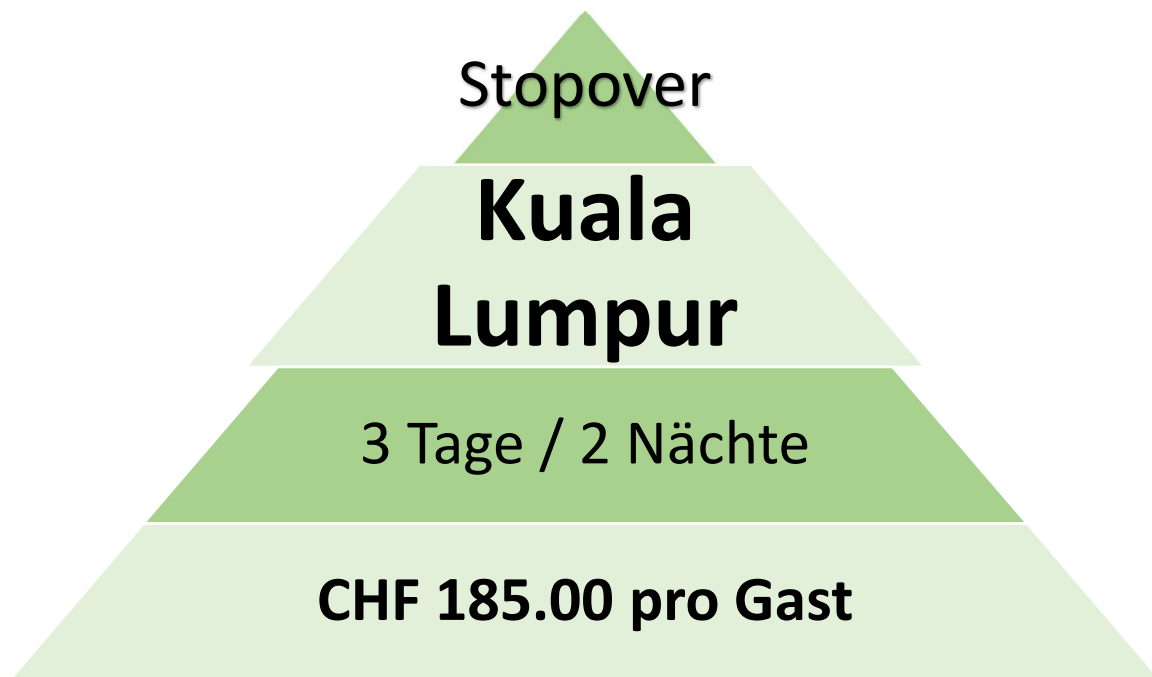 Stopover
Kuala
Lumpur
3 Tage / 2 Nächte
CHF 185.00 pro Gast